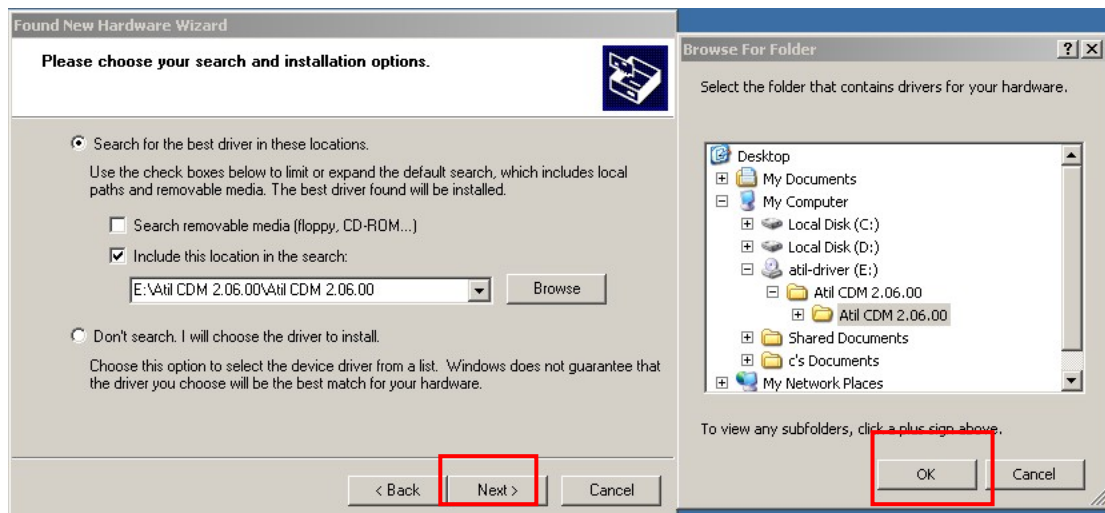 Found New Hardware Wizard
Please choose your search and installation options.
Search for the best driver in these locations.
Use the check boxes below to limit or expand the default search, which includes local
paths and removable media. The best driver found will be installed.
Search removable media (floppy, CD-ROM...)
Include this location in the search:
E:\Atil CDM 2.06.00\Atil CDM 2.06.00
Browse
Don't search. I will choose the driver to install.
Choose this option to select the device driver from a list. Windows does not guarantee that
the driver you choose will be the best match for your hardware.
< Back
Next >
Cancel
Browse For Folder
Select the folder that contains drivers for your hardware.
Desktop
My Documents
My Computer
Local Disk (C:)
Local Disk (D:)
atil-driver (E:)
Atil CDM 2.06.00
Atil CDM 2.06.00
Shared Documents
c's Documents
My Network Places
To view any subfolders, click a plus sign above.
OK
Cancel